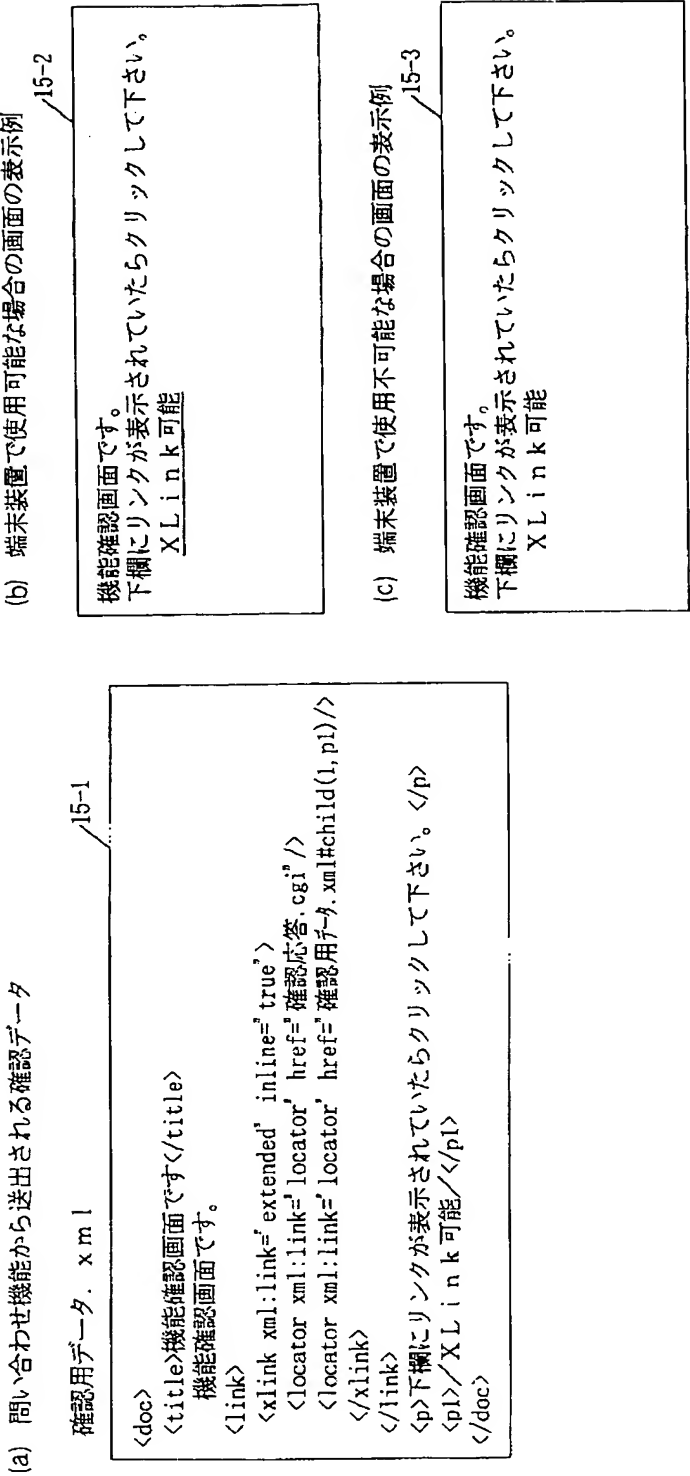 (a) 問い合わせ機能から送出される確認データ
確認用データ. xml
15-1
<doc>
<title>機能確認画面です</title>
機能確認画面です。
<link>
<xlink xml:link='extended' inline='true'>
<locator xml:link='locator' href="確認応答.cgi"/>
<locator xml:link='locator' href="確認用データ.xml#child(1,p1)/>
</xlink>
</link>
<p>下欄にリンクが表示されていたらクリックして下さい。</p>
<p1>/XLink可能/</p1>
</doc>
(b) 端末装置で使用可能な場合の画面の表示例
15-2
機能確認画面です。
下欄にリンクが表示されていたらクリックして下さい。
XLink可能
(c) 端末装置で使用不可能な場合の画面の表示例
15-3
機能確認画面です。
下欄にリンクが表示されていたらクリックして下さい。
XLink可能